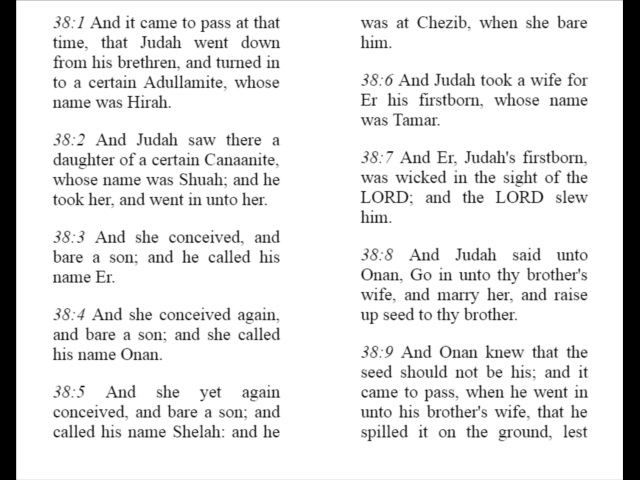 38:1 And it came to pass at that
time, that Judah went down
from his brethren, and turned in
to a certain Adullamite, whose
name was Hirah.
38:2 And Judah saw there a
daughter of a certain Canaanite,
whose name was Shuah; and he
took her, and went in unto her.
38:3 And she conceived, and
bare a son; and he called his
name Er.
38:4 And she conceived again,
and bare a son; and she called
his name Onan.
38:5 And she yet again
conceived, and bare a son; and
called his name Shelah: and he
was at Chezib, when she bare
him.
38:6 And Judah took a wife for
Er his firstborn, whose name
was Tamar.
38:7 And Er, Judah's firstborn,
was wicked in the sight of the
LORD; and the LORD slew
him.
38:8 And Judah said unto
Onan, Go in unto thy brother's
wife, and marry her, and raise
up seed to thy brother.
38:9 And Onan knew that the
seed should not be his; and it
came to pass, when he went in
unto his brother's wife, that he
spilled it on the ground, lest